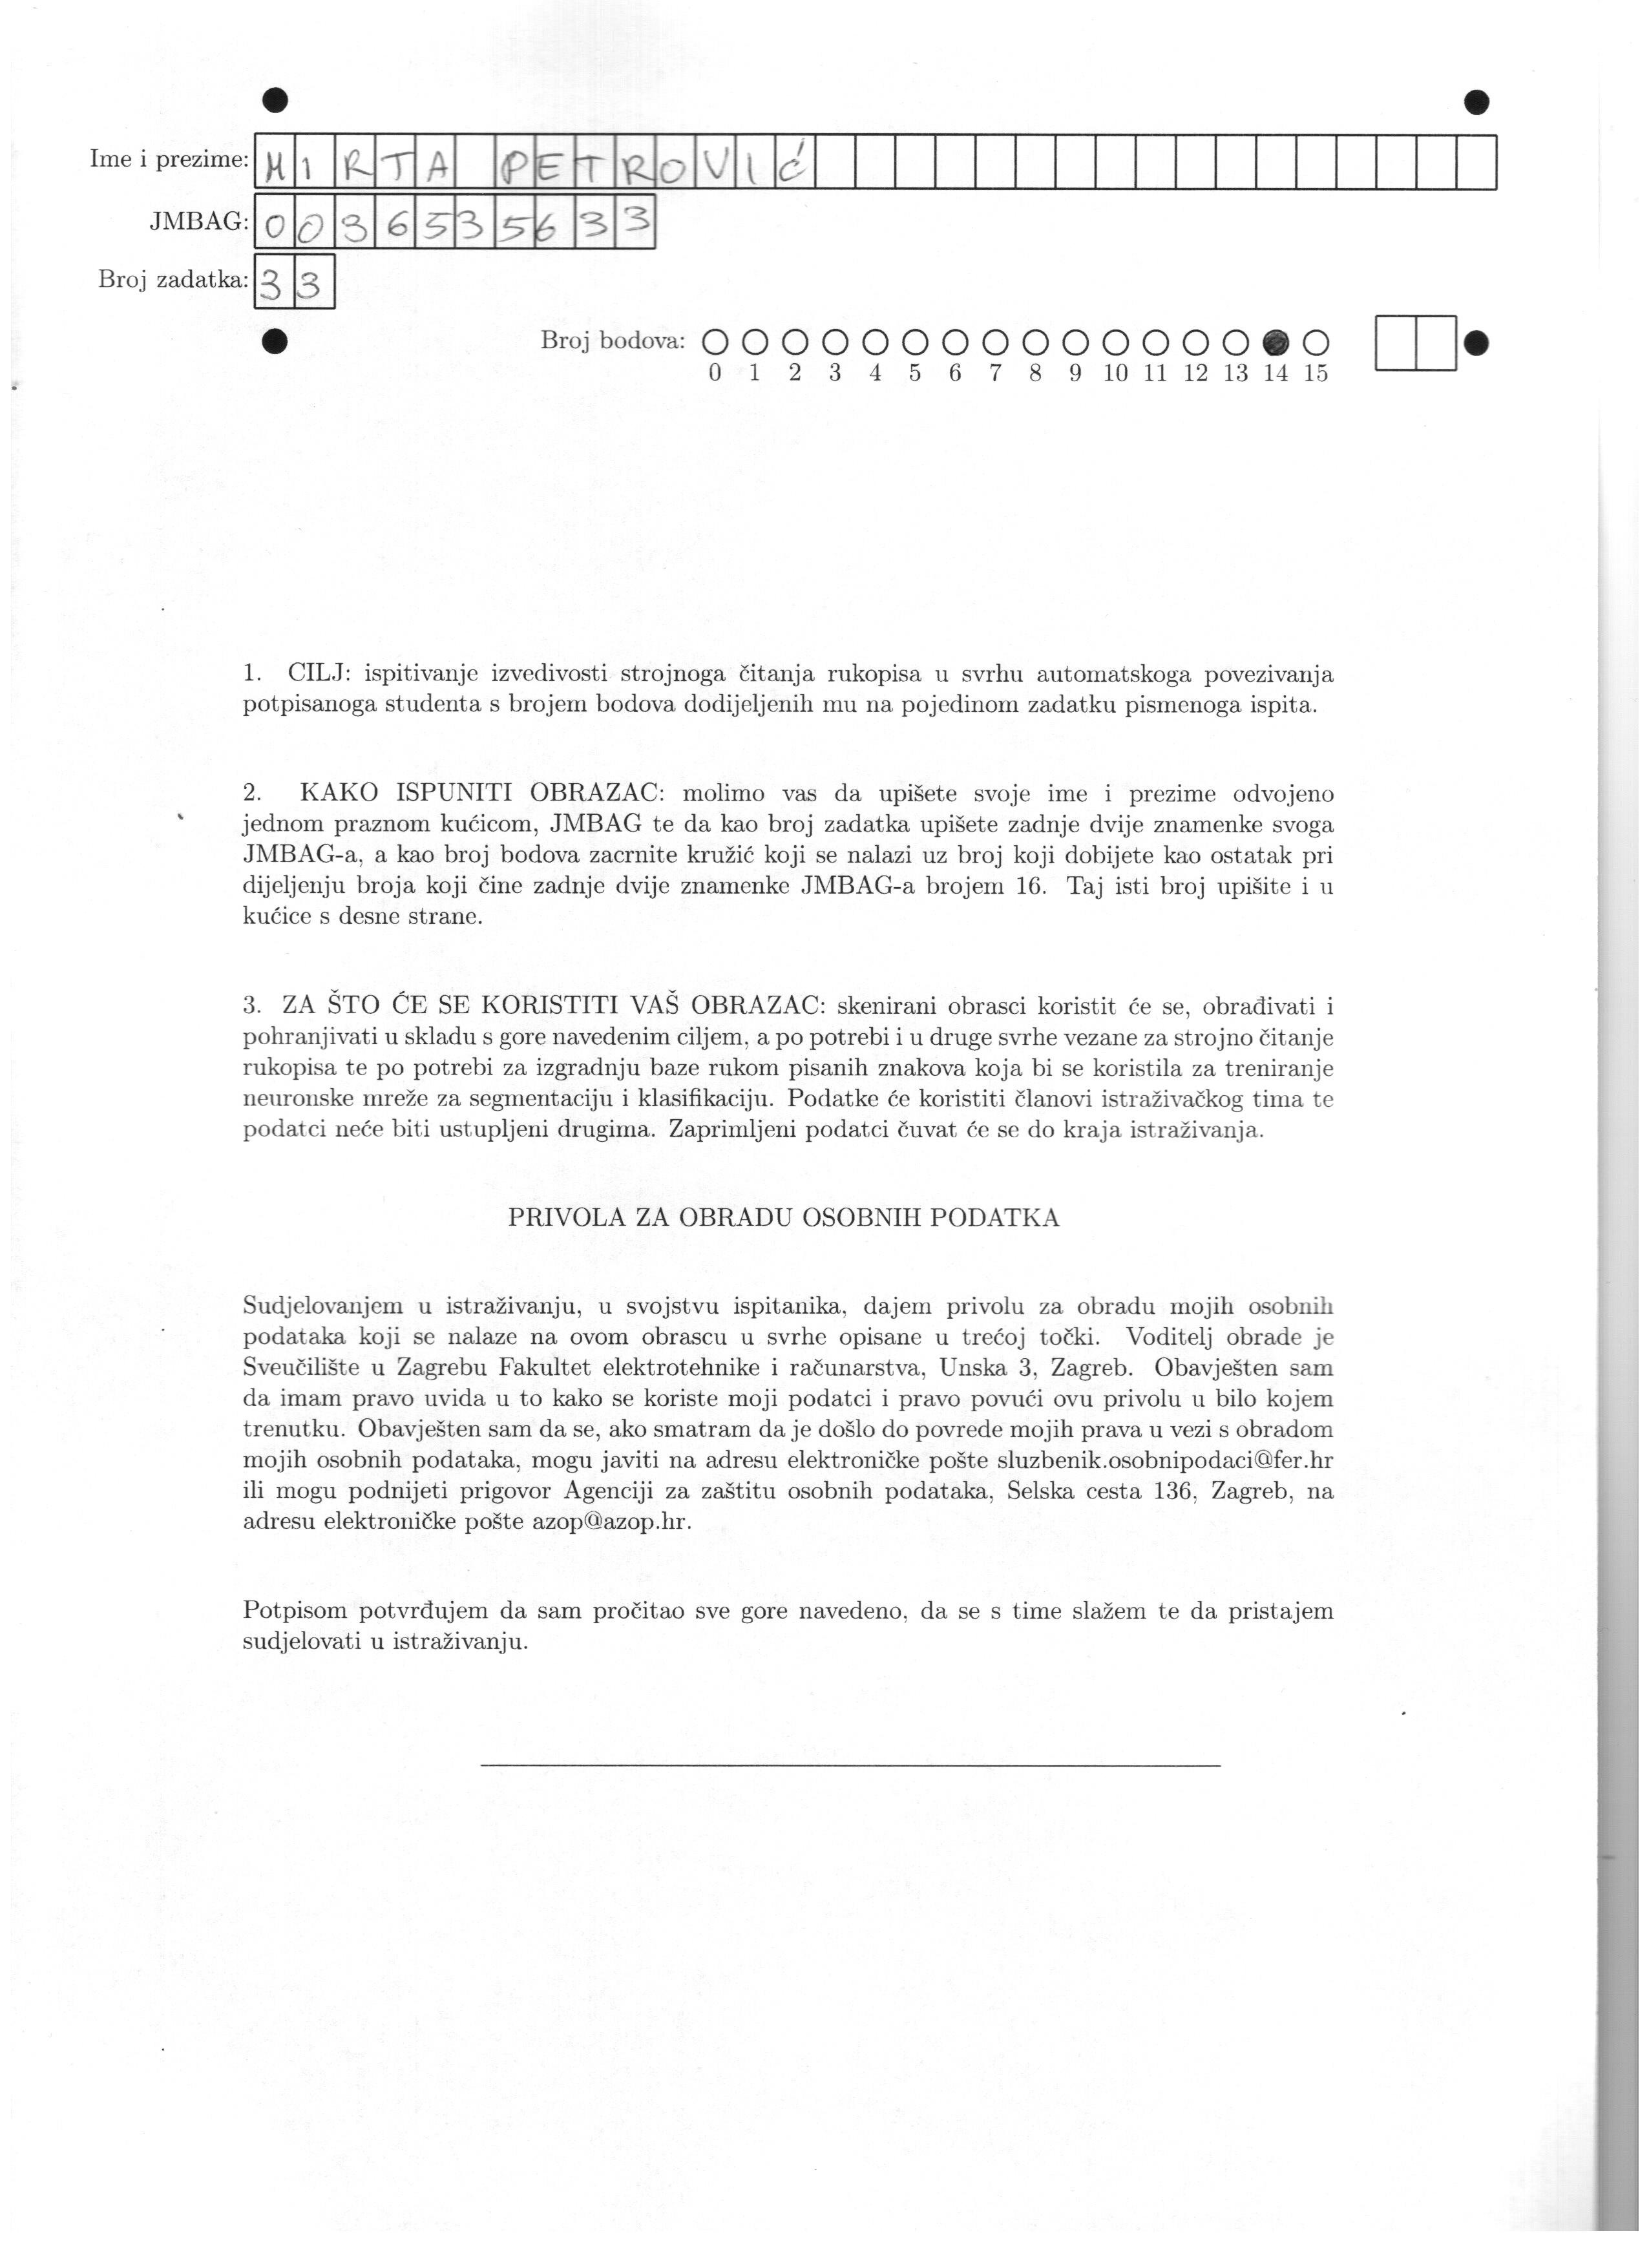 Ime i prezime: MIRTA PETROVIĆ
JMBAG: 0036535633
Broj zadatka: 33
Broj bodova:
0 1 2 3 4 5 6 7 8 9 10 11 12 13 14 15
1. CILJ: ispitivanje izvedivosti strojnoga čitanja rukopisa u svrhu automatskoga povezivanja
potpisanoga studenta s brojem bodova dodijeljenih mu na pojedinom zadatku pismenoga ispita.
2. KAKO ISPUNITI OBRAZAC: molimo vas da upišete svoje ime i prezime odvojeno
jednom praznom kućicom, JMBAG te da kao broj zadatka upišete zadnje dvije znamenke svoga
JMBAG-a, a kao broj bodova zacrnite kružić koji se nalazi uz broj koji dobijete kao ostatak pri
dijeljenju broja koji čine zadnje dvije znamenke JMBAG-a brojem 16. Taj isti broj upišite i u
kućice s desne strane.
3. ZA ŠTO ĆE SE KORISTITI VAŠ OBRAZAC: skenirani obrasci koristit će se, obrađivati i
pohranjivati u skladu s gore navedenim ciljem, a po potrebi i u druge svrhe vezane za strojno čitanje
rukopisa te po potrebi za izgradnju baze rukom pisanih znakova koja bi se koristila za treniranje
neuronske mreže za segmentaciju i klasifikaciju. Podatke će koristiti članovi istraživačkog tima te
podatci neće biti ustupljeni drugima. Zaprimljeni podatci čuvat će se do kraja istraživanja.
PRIVOLA ZA OBRADU OSOBNIH PODATKA
Sudjelovanjem u istraživanju, u svojstvu ispitanika, dajem privolu za obradu mojih osobnih
podataka koji se nalaze na ovom obrascu u svrhe opisane u trećoj točki. Voditelj obrade je
Sveučilište u Zagrebu Fakultet elektrotehnike i računarstva, Unska 3, Zagreb. Obavješten sam
da imam pravo uvida u to kako se koriste moji podatci i pravo povući ovu privolu u bilo kojem
trenutku. Obavješten sam da se, ako smatram da je došlo do povrede mojih prava u vezi s obradom
mojih osobnih podataka, mogu javiti na adresu elektroničke pošte sluzbenik.osobnipodaci@fer.hr
ili mogu podnijeti prigovor Agenciji za zaštitu osobnih podataka, Selska cesta 136, Zagreb, na
adresu elektroničke pošte azop@azop.hr.
Potpisom potvrđujem da sam pročitao sve gore navedeno, da se s time slažem te da pristajem
sudjelovati u istraživanju.